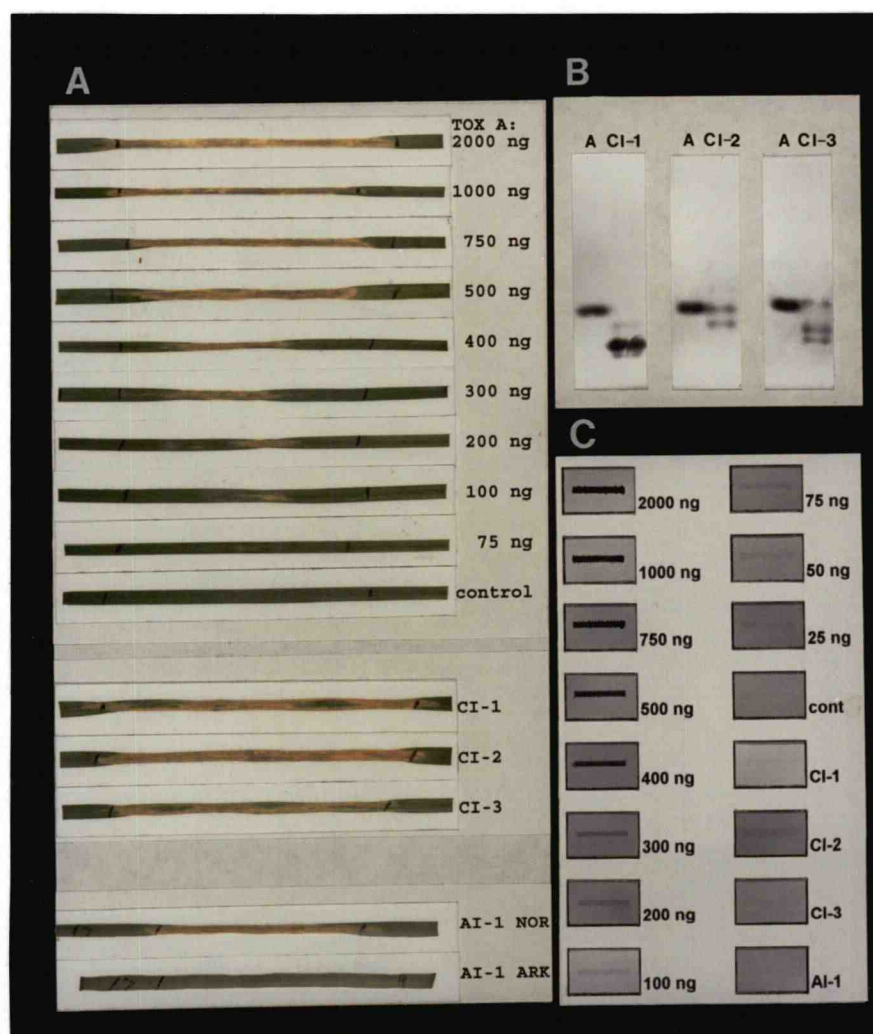 A
TOX A:
2000 ng
1000 ng
750 ng
500 ng
400 ng
300 ng
200 ng
100 ng
75 ng
control
CI-1
CI-2
CI-3
AI-1 NOR
AI-1 ARK
B
A CI-1
A CI-2
A CI-3
C
2000 ng
1000 ng
750 ng
500 ng
400 ng
300 ng
200 ng
100 ng
75 ng
50 ng
25 ng
cont
CI-1
CI-2
CI-3
AI-1